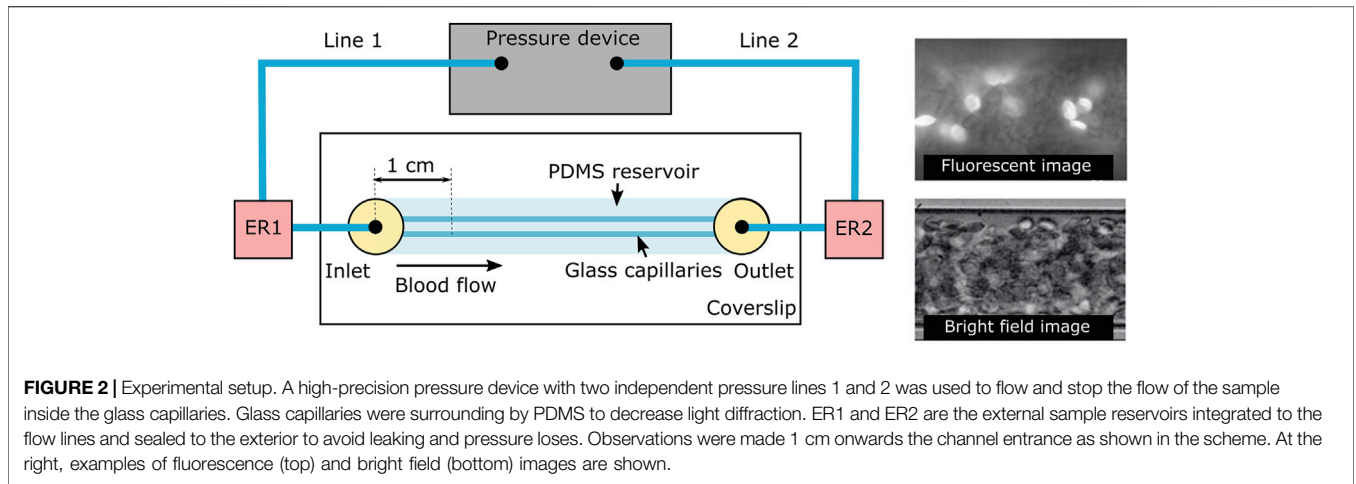 Line 1
Pressure device
Line 2
1 cm
PDMS reservoir
Fluorescent image
ER1
ER2
Inlet
Glass capillaries
Outlet
Blood flow
Coverslip
Bright field image
FIGURE 2 | Experimental setup. A high-precision pressure device with two independent pressure lines 1 and 2 was used to flow and stop the flow of the sample
inside the glass capillaries. Glass capillaries were surrounding by PDMS to decrease light diffraction. ER1 and ER2 are the external sample reservoirs integrated to the
flow lines and sealed to the exterior to avoid leaking and pressure loses. Observations were made 1 cm onwards the channel entrance as shown in the scheme. At the
right, examples of fluorescence (top) and bright field (bottom) images are shown.